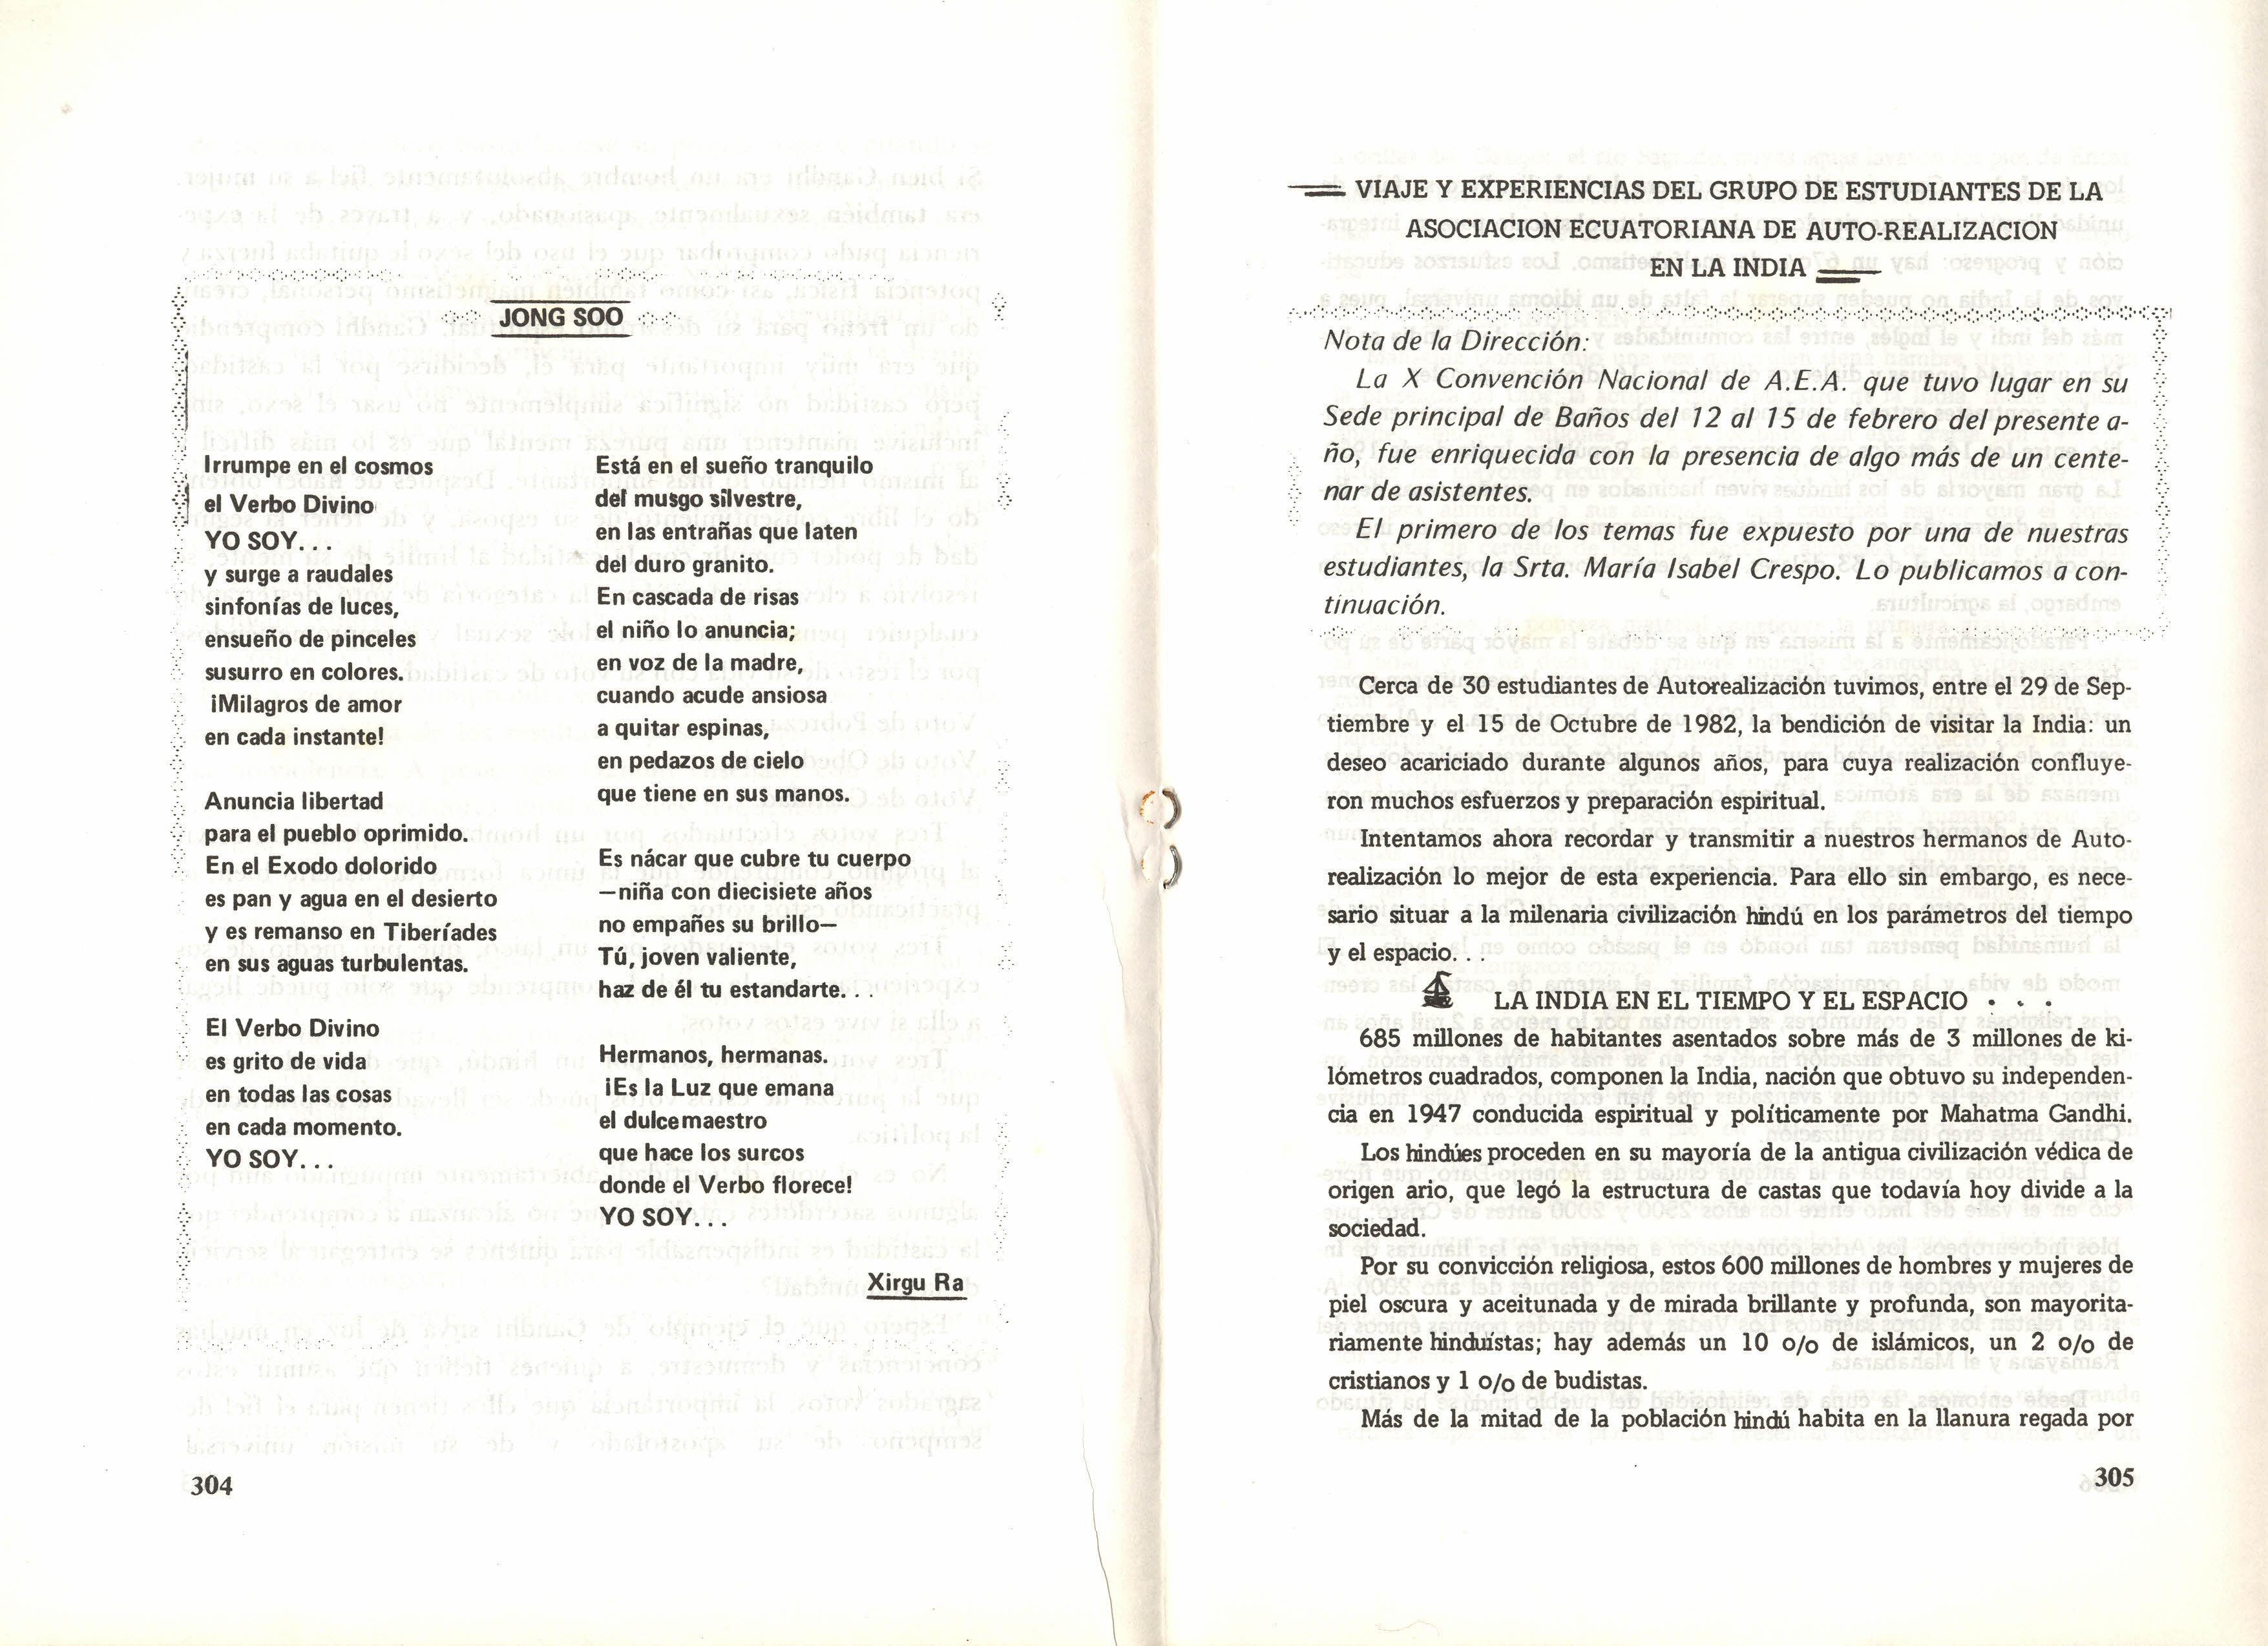 JONG SOO
Irrumpe en el cosmos
el Verbo Divino
YO SOY...
y surge a raudales
sinfonías de luces,
ensueño de pinceles
susurro en colores.
¡Milagros de amor
en cada instante!
Anuncia libertad
para el pueblo oprimido.
En el Exodo dolorido
es pan y agua en el desierto
y es remanso en Tiberíades
en sus aguas turbulentas.
El Verbo Divino
es grito de vida
en todas las cosas
en cada momento.
YO SOY...
Está en el sueño tranquilo
del musgo silvestre,
en las entrañas que laten
del duro granito.
En cascada de risas
el niño lo anuncia;
en voz de la madre,
cuando acude ansiosa
a quitar espinas,
en pedazos de cielo
que tiene en sus manos.
Es nácar que cubre tu cuerpo
—niña con diecisiete años
no empañes su brillo—
Tú, joven valiente,
haz de él tu estandarte...
Hermanos, hermanas.
¡Es la Luz que emana
el dulce maestro
que hace los surcos
donde el Verbo florece!
YO SOY...
Xirgu Ra
304
VIAJE Y EXPERIENCIAS DEL GRUPO DE ESTUDIANTES DE LA
ASOCIACION ECUATORIANA DE AUTO-REALIZACION
EN LA INDIA
Nota de la Dirección:
La X Convención Nacional de A.E.A. que tuvo lugar en su
Sede principal de Baños del 12 al 15 de febrero del presente a-
ño, fue enriquecida con la presencia de algo más de un cente-
nar de asistentes.
El primero de los temas fue expuesto por una de nuestras
estudiantes, la Srta. María Isabel Crespo. Lo publicamos a con-
tinuación.
Cerca de 30 estudiantes de Autorealización tuvimos, entre el 29 de Sep-
tiembre y el 15 de Octubre de 1982, la bendición de visitar la India: un
deseo acariciado durante algunos años, para cuya realización confluye-
ron muchos esfuerzos y preparación espiritual.
Intentamos ahora recordar y transmitir a nuestros hermanos de Auto-
realización lo mejor de esta experiencia. Para ello sin embargo, es nece-
sario situar a la milenaria civilización hindú en los parámetros del tiempo
y el espacio...
LA INDIA EN EL TIEMPO Y EL ESPACIO . . .
685 millones de habitantes asentados sobre más de 3 millones de ki-
lómetros cuadrados, componen la India, nación que obtuvo su independen-
cia en 1947 conducida espiritual y políticamente por Mahatma Gandhi.
Los hindúes proceden en su mayoría de la antigua civilización védica de
origen ario, que legó la estructura de castas que todavía hoy divide a la
sociedad.
Por su convicción religiosa, estos 600 millones de hombres y mujeres de
piel oscura y aceitunada y de mirada brillante y profunda, son mayorita-
riamente hinduístas; hay además un 10 o/o de islámicos, un 2 o/o de
cristianos y 1 o/o de budistas.
Más de la mitad de la población hindú habita en la llanura regada por
305